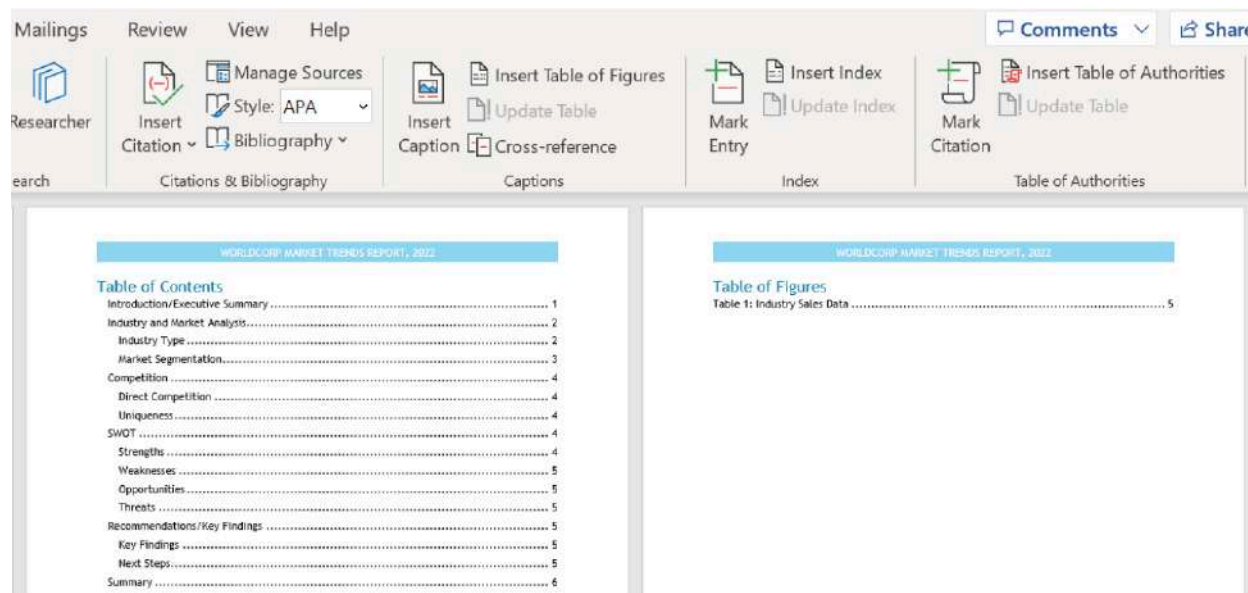 Mailings Review View Help Comments Share
Researcher
earch
Insert
Citation
Manage Sources
Style: APA
Bibliography
Citations & Bibliography
Insert
Caption
Insert Table of Figures
Update Table
Cross-reference
Captions
Mark
Entry
Insert Index
Update Index
Index
Mark
Citation
Insert Table of Authorities
Update Table
Table of Authorities
WORLDCORP MARKET TRENDS REPORT, 2022
Table of Contents
Introduction/Executive Summary ........ 1
Industry and Market Analysis ........ 2
Industry Type ........ 2
Market Segmentation ........ 3
Competition ........ 4
Direct Competition ........ 4
Uniqueness ........ 4
SWOT ........ 4
Strengths ........ 4
Weaknesses ........ 5
Opportunities ........ 5
Threats ........ 5
Recommendations/Key Findings ........ 5
Key Findings ........ 5
Next Steps ........ 5
Summary ........ 6
WORLDCORP MARKET TRENDS REPORT, 2022
Table of Figures
Table 1: Industry Sales Data ........ 5